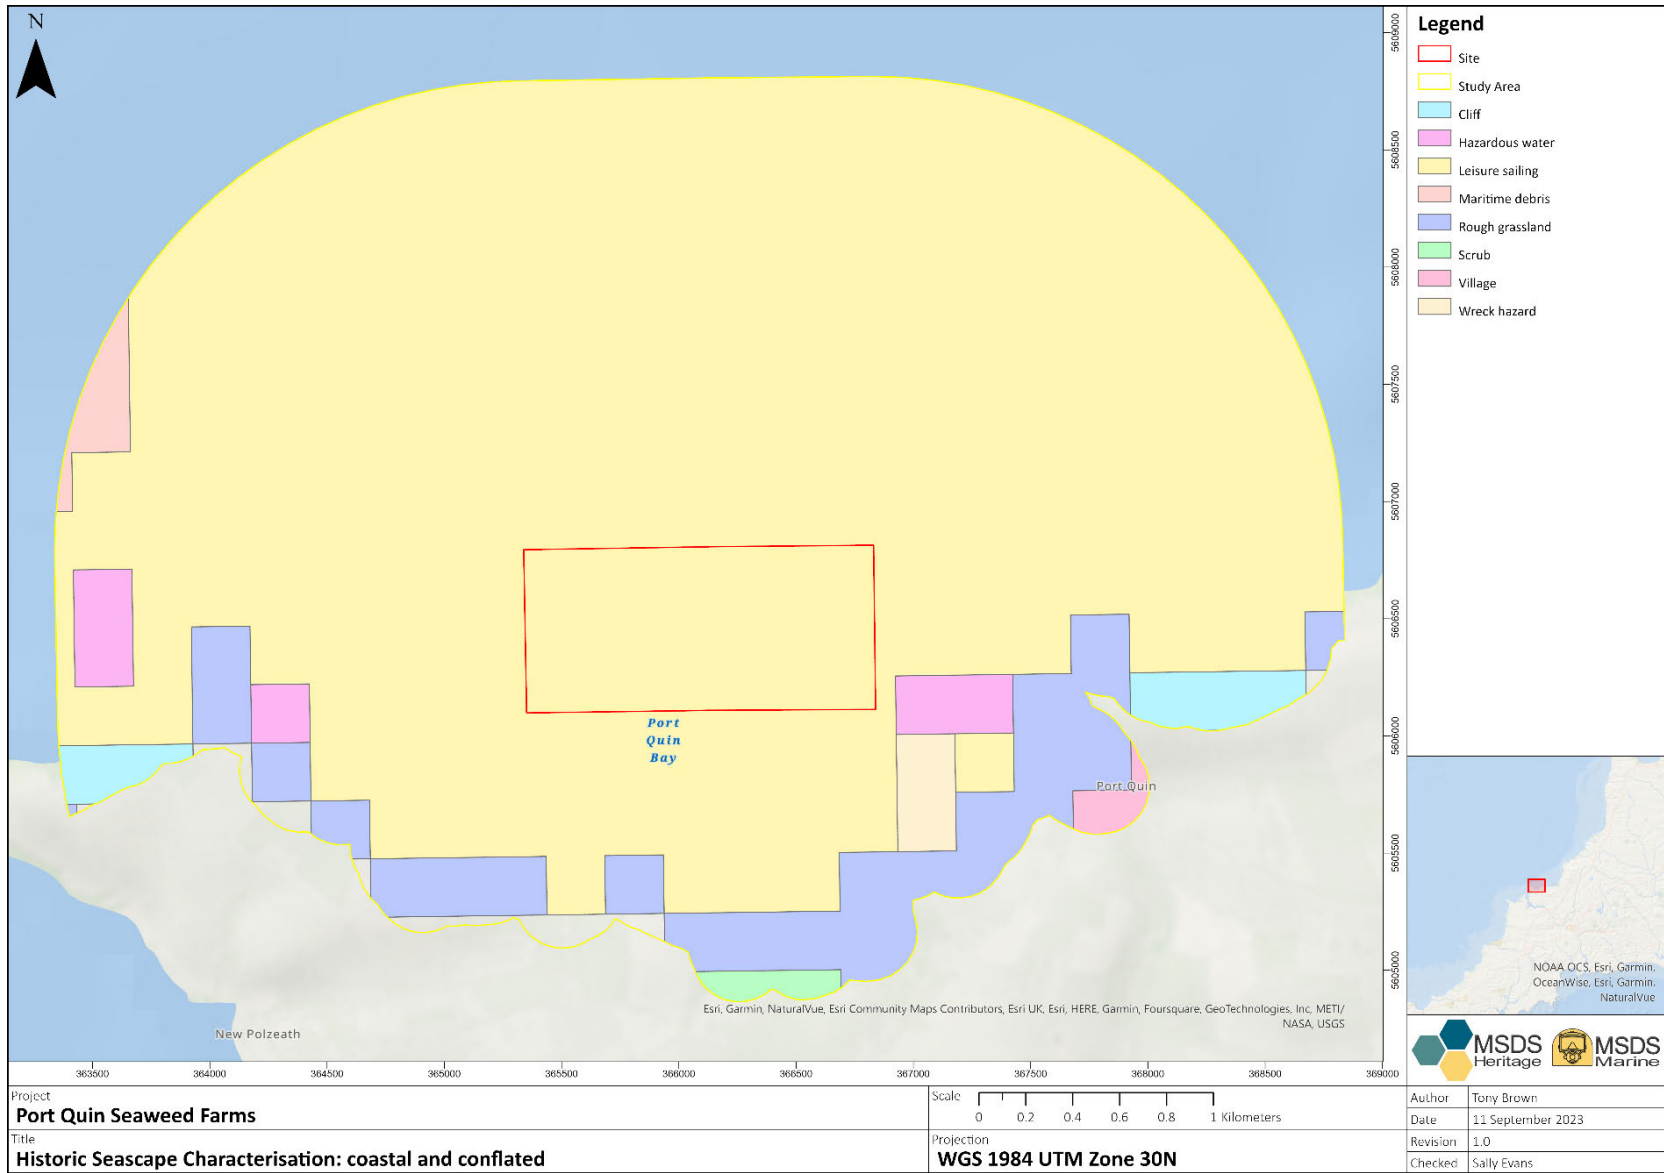 N
Port
Quin
Bay
Port Quin
New Polzeath
Esri, Garmin, NaturalVue, Esri Community Maps Contributors, Esri UK, Esri, HERE, Garmin, Foursquare, GeoTechnologies, Inc, METI/
NASA, USGS
363500 364000 364500 365000 365500 366000 366500 367000 367500 368000 368500 369000
5609000
5608500
5608000
5607500
5607000
5606500
5606000
5605500
5605000
Legend
Site
Study Area
Cliff
Hazardous water
Leisure sailing
Maritime debris
Rough grassland
Scrub
Village
Wreck hazard
NOAA OCS, Esri, Garmin,
OceanWise, Esri, Garmin,
NaturalVue
MSDS
Heritage
MSDS
Marine
Project
Port Quin Seaweed Farms
Title
Historic Seascape Characterisation: coastal and conflated
Scale
0 0.2 0.4 0.6 0.8 1 Kilometers
Projection
WGS 1984 UTM Zone 30N
Author Tony Brown
Date 11 September 2023
Revision 1.0
Checked Sally Evans